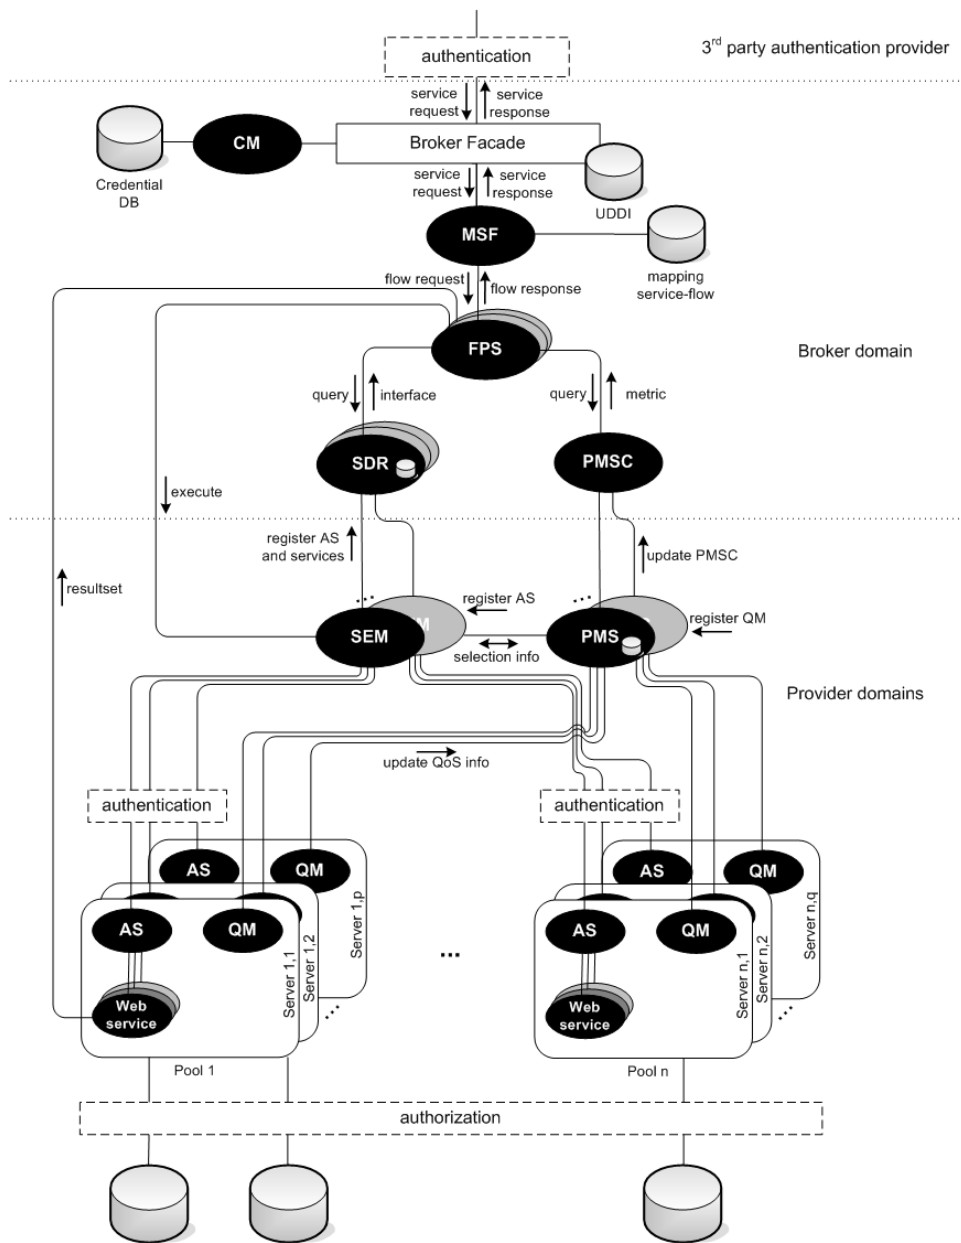 authentication
3rd party authentication provider
service
request
service
response
CM
Broker Facade
Credential
DB
service
request
service
response
UDDI
MSF
mapping
service-flow
flow request
flow response
FPS
Broker domain
query
interface
query
metric
SDR
PMSC
execute
register AS
and services
update PMSC
resultset
...
register AS
...
register QM
SEM
M
selection info
PMS
Provider domains
update QoS info
authentication
authentication
AS
QM
Server 1,p
AS
QM
Server n,q
AS
QM
Server 1,1
Server 1,2
...
AS
QM
Server n,1
Server n,2
Web
service
...
Web
service
...
Pool 1
Pool n
authorization